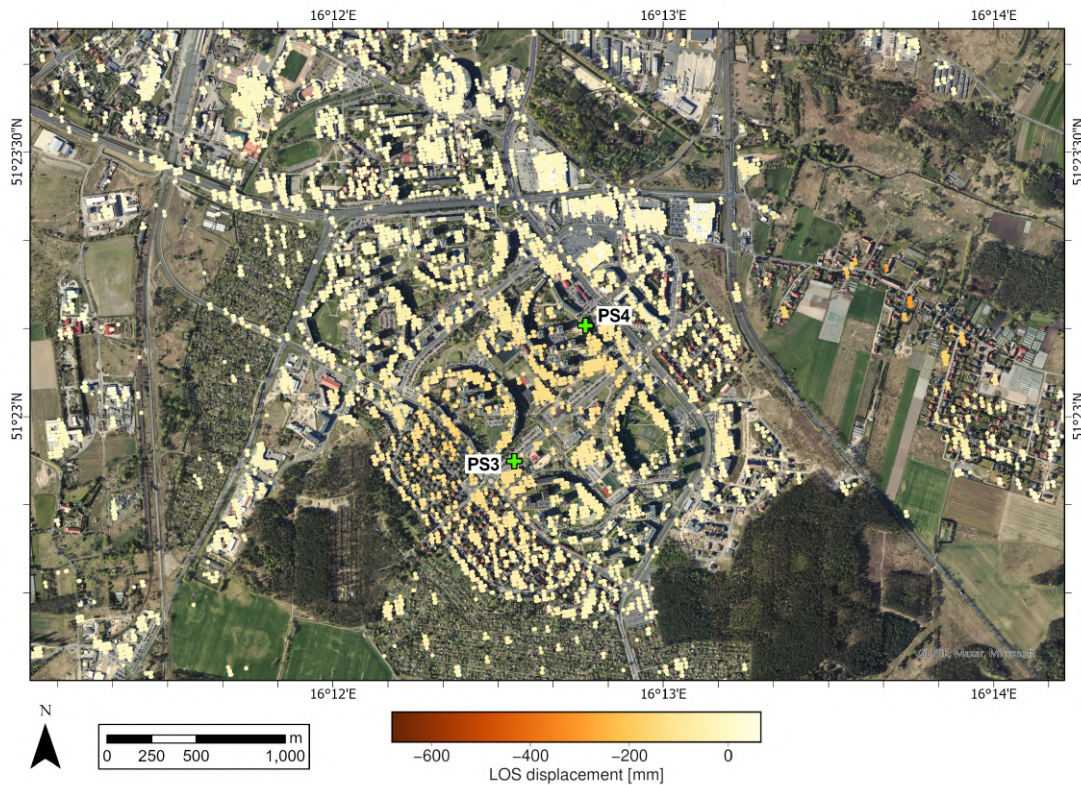 16°12'E 16°13'E 16°14'E
51°23'30"N 51°23'30"N
PS4
51°23'N 51°23'N
PS3
Maxar, Microsoft
16°12'E 16°13'E 16°14'E
N
m
0 250 500 1,000
−600 −400 −200 0
LOS displacement [mm]